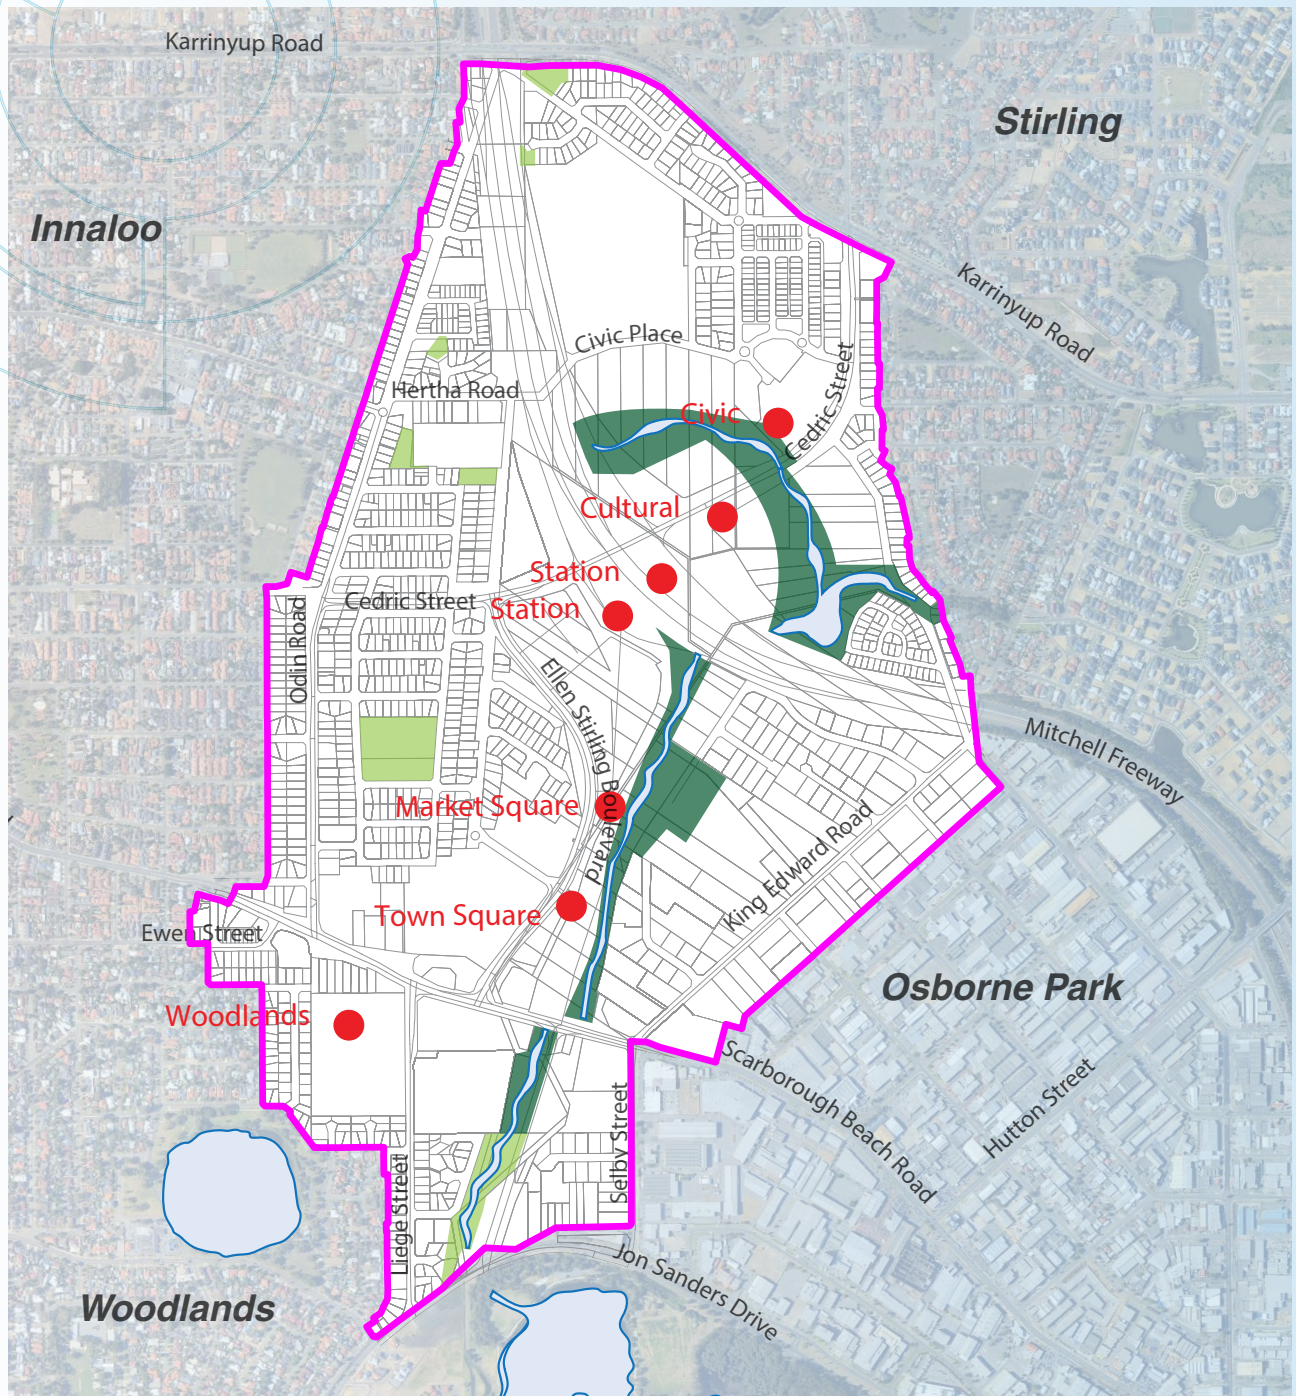 Karrinyup Road
Stirling
Innaloo
Karrinyup Road
Civic Place
Cedric Street
Hertha Road
Civic
Cultural
Station
Station
Cedric Street
Odin Road
Ellen Stirling Boulevard
Mitchell Freeway
Market Square
King Edward Road
Town Square
Ewen Street
Osborne Park
Woodlands
Scarborough Beach Road
Hutton Street
Selby Street
Liege Street
Jon Sanders Drive
Woodlands